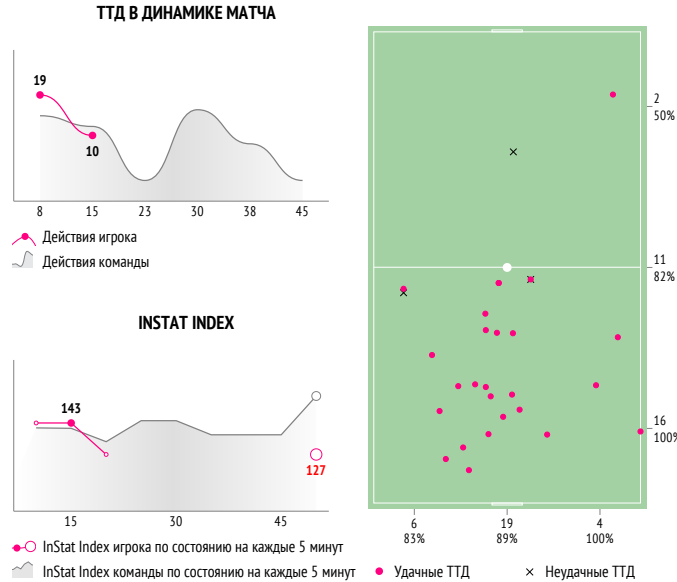 ТТД В ДИНАМИКЕ МАТЧА
19
10
8 15 23 30 38 45
Действия игрока
Действия команды
INSTAT INDEX
143
127
15 30 45
InStat Index игрока по состоянию на каждые 5 минут
InStat Index команды по состоянию на каждые 5 минут
2
50%
11
82%
16
100%
6 19 4
83% 89% 100%
Удачные ТТД
Неудачные ТТД